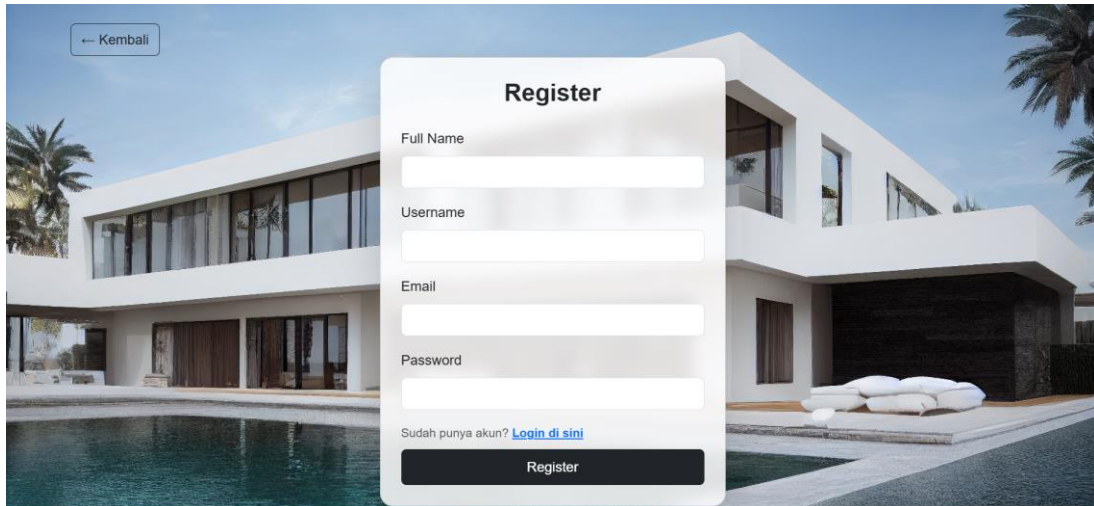 ← Kembali
Register
Full Name
Username
Email
Password
Sudah punya akun? Login di sini
Register